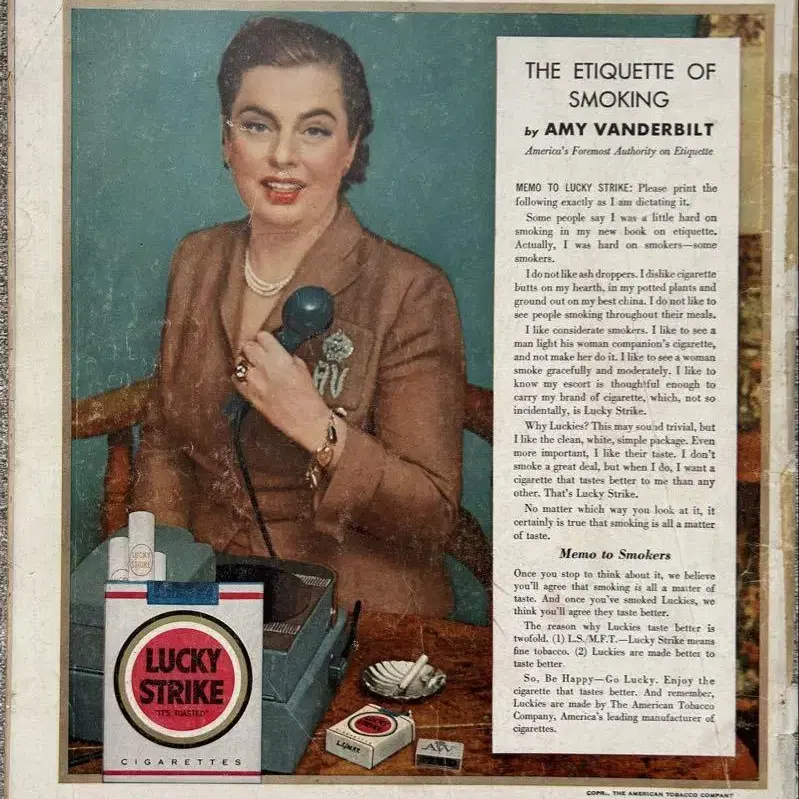 THE ETIQUETTE OF
SMOKING
by AMY VANDERBILT
America's Foremost Authority on Etiquette
MEMO TO LUCKY STRIKE: Please print the
following exactly as I am dictating it.
Some people say I was a little hard on
smoking in my new book on etiquette.
Actually, I was hard on smokers—some
smokers.
I do not like ash droppers. I dislike cigarette
butts on my hearth, in my potted plants and
ground out on my best china. I do not like to
see people smoking throughout their meals.
I like considerate smokers. I like to see a
man light his woman companion's cigarette,
and not make her do it. I like to see a woman
smoke gracefully and moderately. I like to
know my escort is thoughtful enough to
carry my brand of cigarette, which, not so
incidentally, is Lucky Strike.
Why Luckies? This may sound trivial, but
I like the clean, white, simple package. Even
more important, I like their taste. I don't
smoke a great deal, but when I do, I want a
cigarette that tastes better to me than any
other. That's Lucky Strike.
No matter which way you look at it, it
certainly is true that smoking is all a matter
of taste.
Memo to Smokers
Once you stop to think about it, we believe
you'll agree that smoking is all a matter of
taste. And once you've smoked Luckies, we
think you'll agree they taste better.
The reason why Luckies taste better is
twofold. (1) L.S./M.F.T.—Lucky Strike means
fine tobacco. (2) Luckies are made better to
taste better
So, Be Happy—Go Lucky. Enjoy the
cigarette that tastes better. And remember,
Luckies are made by The American Tobacco
Company, America's leading manufacturer of
cigarettes.
COPR., THE AMERICAN TOBACCO COMPANY
LUCKY
STRIKE
LUCKY
STRIKE
"IT'S TOASTED"
CIGARETTES
L.S./M.F.T.
AV